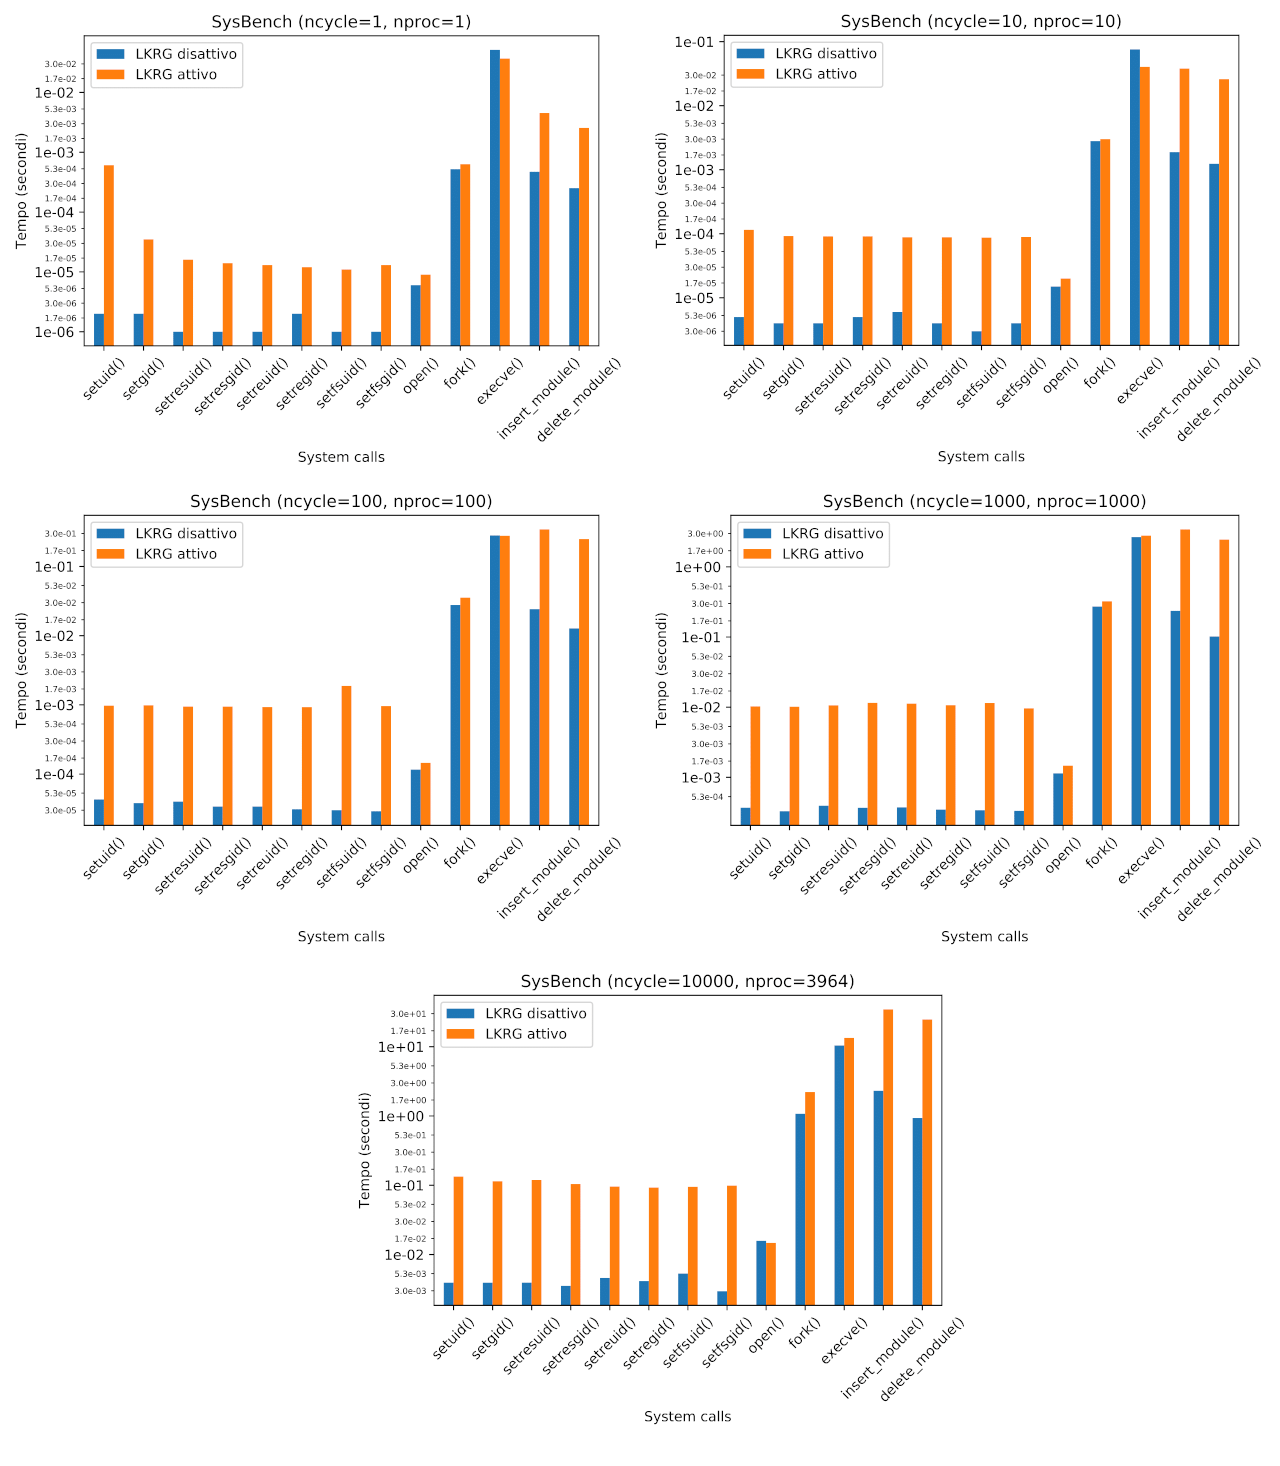 SysBench (ncycle=1, nproc=1)
LKRG disattivo
LKRG attivo
Tempo (secondi)
3.0e-02
1.7e-02
1e-02
5.3e-03
3.0e-03
1.7e-03
1e-03
5.3e-04
3.0e-04
1.7e-04
1e-04
5.3e-05
3.0e-05
1.7e-05
1e-05
5.3e-06
3.0e-06
1.7e-06
1e-06
setuid()
setgid()
setresuid()
setresgid()
setreuid()
setregid()
setfsuid()
setfsgid()
open()
fork()
execve()
insert_module()
delete_module()
System calls
SysBench (ncycle=10, nproc=10)
LKRG disattivo
LKRG attivo
Tempo (secondi)
1e-01
3.0e-02
1.7e-02
1e-02
5.3e-03
3.0e-03
1.7e-03
1e-03
5.3e-04
3.0e-04
1.7e-04
1e-04
5.3e-05
3.0e-05
1.7e-05
1e-05
5.3e-06
3.0e-06
setuid()
setgid()
setresuid()
setresgid()
setreuid()
setregid()
setfsuid()
setfsgid()
open()
fork()
execve()
insert_module()
delete_module()
System calls
SysBench (ncycle=100, nproc=100)
LKRG disattivo
LKRG attivo
Tempo (secondi)
3.0e-01
1.7e-01
1e-01
5.3e-02
3.0e-02
1.7e-02
1e-02
5.3e-03
3.0e-03
1.7e-03
1e-03
5.3e-04
3.0e-04
1.7e-04
1e-04
5.3e-05
3.0e-05
setuid()
setgid()
setresuid()
setresgid()
setreuid()
setregid()
setfsuid()
setfsgid()
open()
fork()
execve()
insert_module()
delete_module()
System calls
SysBench (ncycle=1000, nproc=1000)
LKRG disattivo
LKRG attivo
Tempo (secondi)
3.0e+00
1.7e+00
1e+00
5.3e-01
3.0e-01
1.7e-01
1e-01
5.3e-02
3.0e-02
1.7e-02
1e-02
5.3e-03
3.0e-03
1.7e-03
1e-03
5.3e-04
setuid()
setgid()
setresuid()
setresgid()
setreuid()
setregid()
setfsuid()
setfsgid()
open()
fork()
execve()
insert_module()
delete_module()
System calls
SysBench (ncycle=10000, nproc=3964)
LKRG disattivo
LKRG attivo
Tempo (secondi)
3.0e+01
1.7e+01
1e+01
5.3e+00
3.0e+00
1.7e+00
1e+00
5.3e-01
3.0e-01
1.7e-01
1e-01
5.3e-02
3.0e-02
1.7e-02
1e-02
5.3e-03
3.0e-03
setuid()
setgid()
setresuid()
setresgid()
setreuid()
setregid()
setfsuid()
setfsgid()
open()
fork()
execve()
insert_module()
delete_module()
System calls